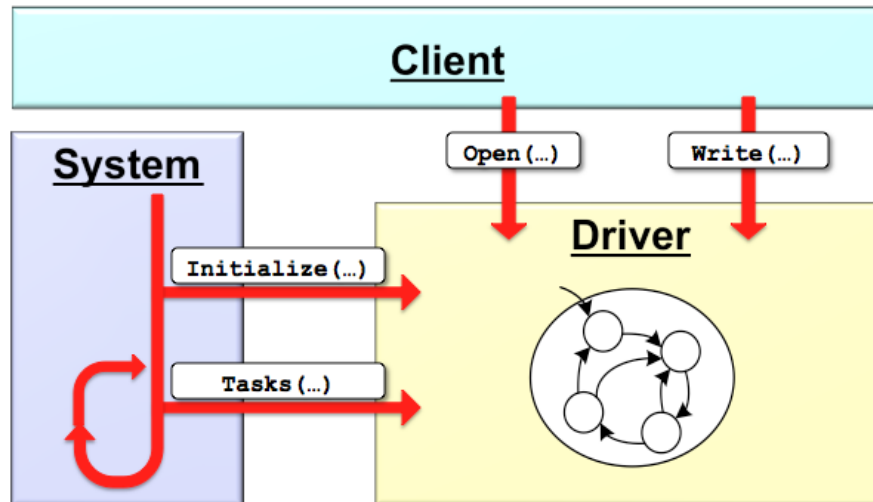 Client
Open(…)
Write(…)
System
Driver
Initialize(…)
Tasks(…)